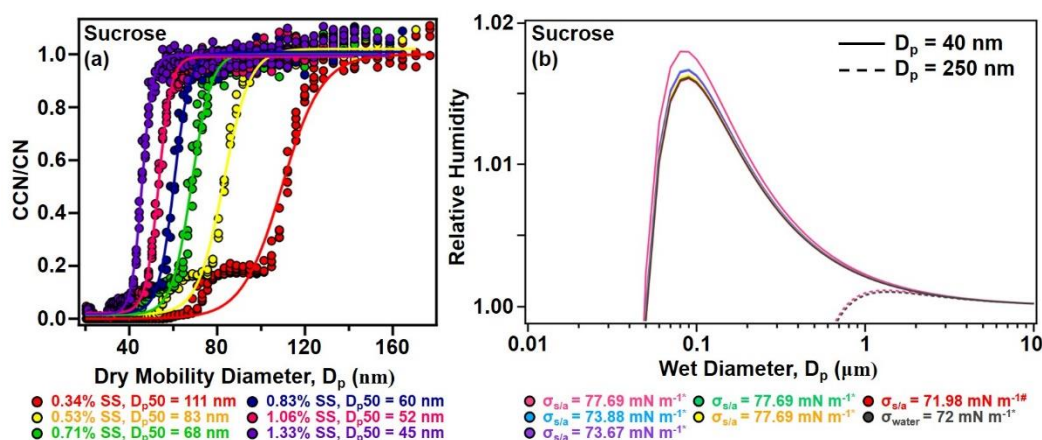 Sucrose
(a)
CCN/CN
1.0
0.8
0.6
0.4
0.2
0.0
40
80
120
160
Dry Mobility Diameter, Dp (nm)
0.34% SS, Dp50 = 111 nm
0.53% SS, Dp50 = 83 nm
0.71% SS, Dp50 = 68 nm
0.83% SS, Dp50 = 60 nm
1.06% SS, Dp50 = 52 nm
1.33% SS, Dp50 = 45 nm
Sucrose
(b)
Dp = 40 nm
Dp = 250 nm
Relative Humidity
1.02
1.01
1.00
0.01
0.1
1
10
Wet Diameter, Dp (µm)
σs/a = 77.69 mN m-1*
σs/a = 73.88 mN m-1*
σs/a = 73.67 mN m-1*
σs/a = 77.69 mN m-1*
σs/a = 77.69 mN m-1*
σs/a = 71.98 mN m-1#
σwater = 72 mN m-1*